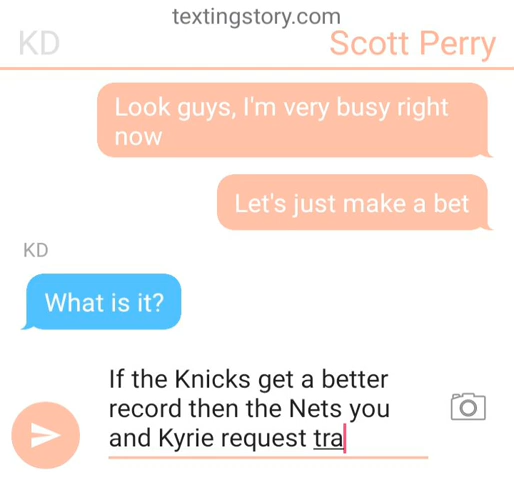 textingstory.com
KD
Scott Perry
Look guys, I'm very busy right
now
Let's just make a bet
KD
What is it?
If the Knicks get a better
record then the Nets you
and Kyrie request tra